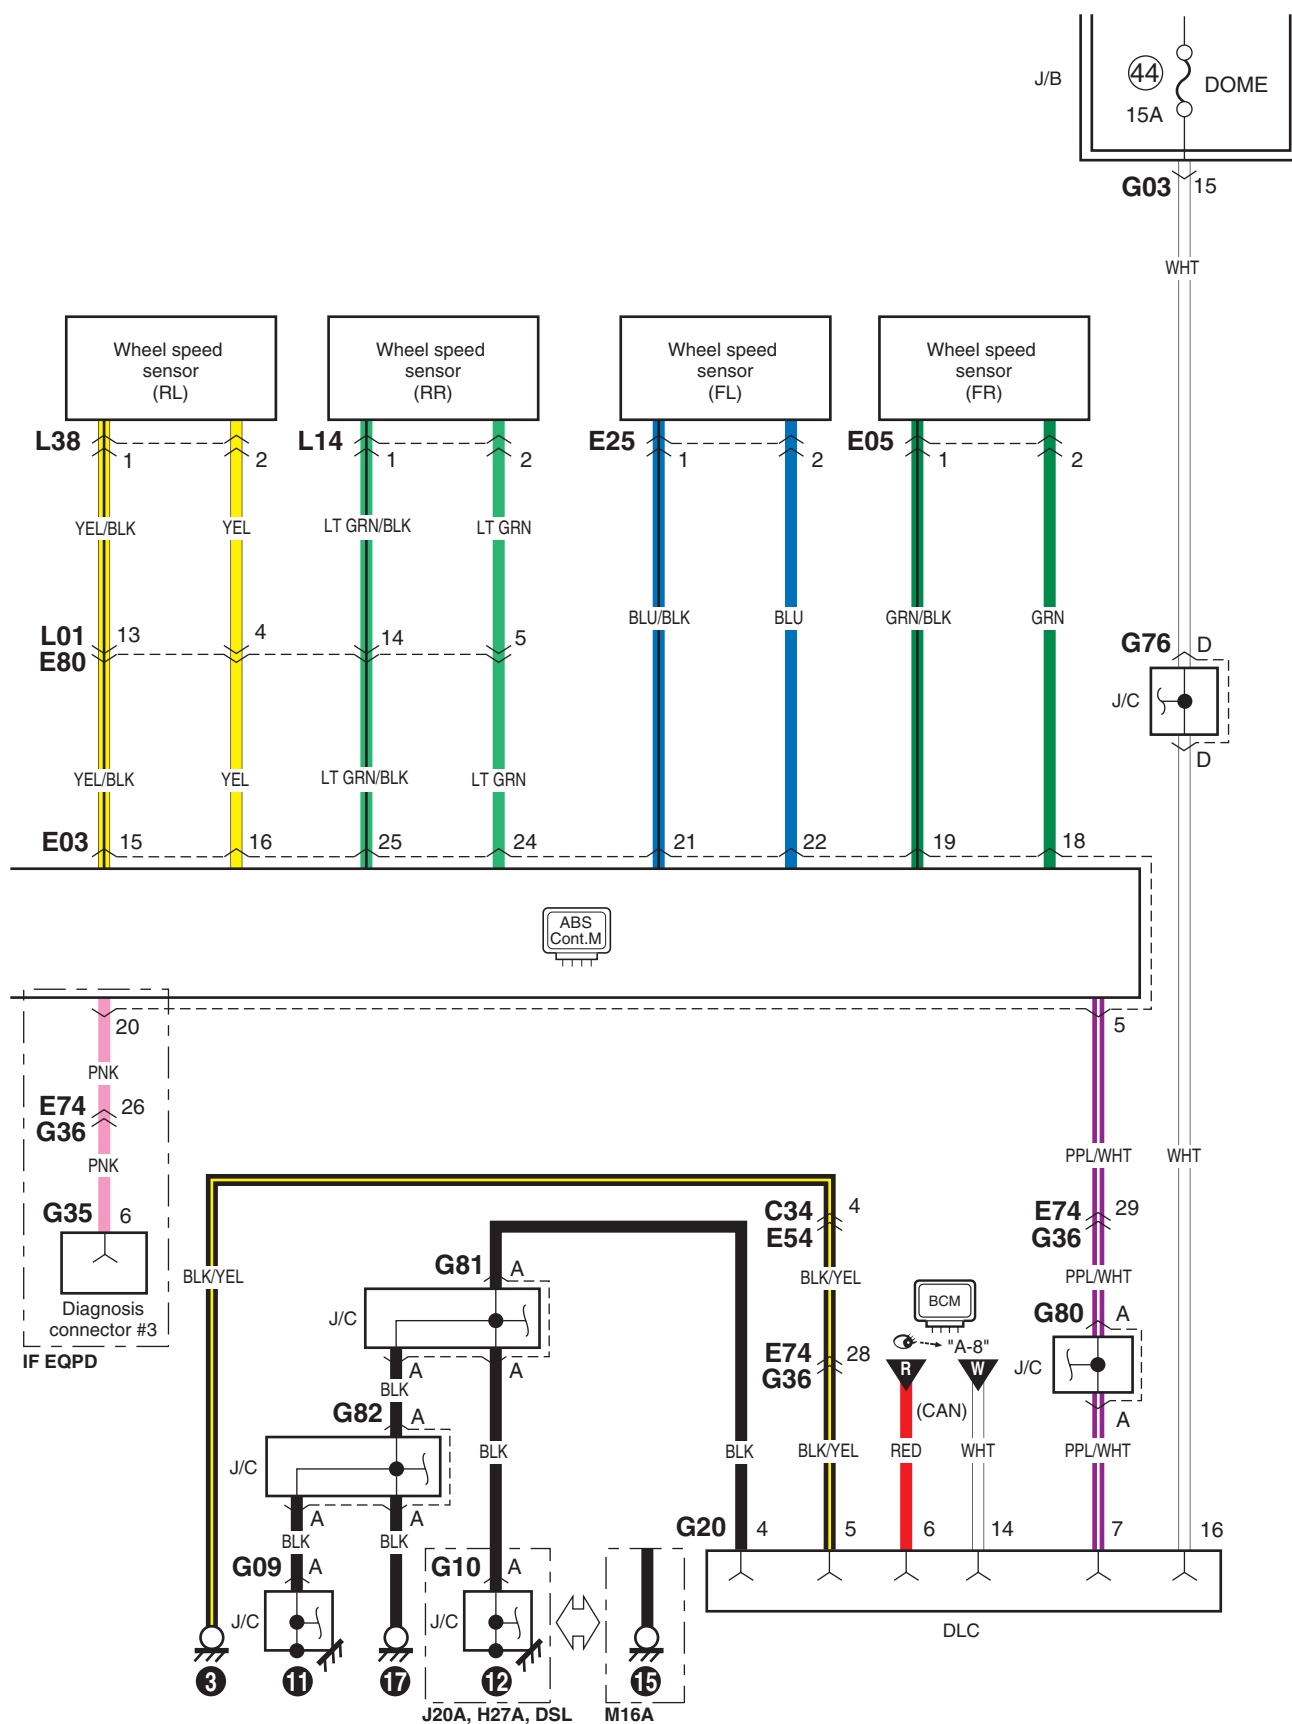 J/B
44
15A
DOME
G03
15
WHT
Wheel speed
sensor
(RL)
Wheel speed
sensor
(RR)
Wheel speed
sensor
(FL)
Wheel speed
sensor
(FR)
L38 1 2
L14 1 2
E25 1 2
E05 1 2
YEL/BLK YEL LT GRN/BLK LT GRN
BLU/BLK BLU GRN/BLK GRN
L01 13 4 14 5
E80
G76 D
J/C
D
YEL/BLK YEL LT GRN/BLK LT GRN
E03 15 16 25 24 21 22 19 18
ABS
Cont.M
20
5
PNK
E74 26
G36
PNK
G35 6
Diagnosis
connector #3
IF EQPD
PPL/WHT WHT
C34 4
E54
E74 29
G36
BLK/YEL
G81 A
BLK/YEL
PPL/WHT
BCM
"A-8"
G80 A
J/C
J/C
A A
E74 28
G36
R W
(CAN)
A
BLK
G82 A
J/C
BLK
BLK BLK/YEL RED WHT PPL/WHT
A A
G20 4 5 6 14 7 16
BLK BLK
G09 A
G10 A
J/C
J/C
DLC
3 11 17 12 15
J20A, H27A, DSL
M16A